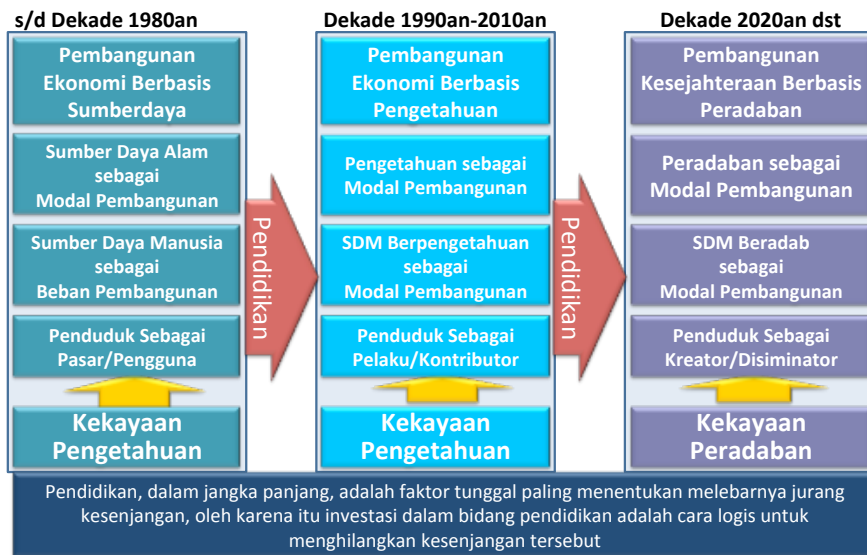 s/d Dekade 1980an
Pembangunan
Ekonomi Berbasis
Sumberdaya
Sumber Daya Alam
sebagai
Modal Pembangunan
Sumber Daya Manusia
sebagai
Beban Pembangunan
Penduduk Sebagai
Pasar/Pengguna
Kekayaan
Pengetahuan
Pendidikan
Dekade 1990an-2010an
Pembangunan
Ekonomi Berbasis
Pengetahuan
Pengetahuan sebagai
Modal Pembangunan
SDM Berpengetahuan
sebagai
Modal Pembangunan
Penduduk Sebagai
Pelaku/Kontributor
Kekayaan
Pengetahuan
Pendidikan
Dekade 2020an dst
Pembangunan
Kesejahteraan Berbasis
Peradaban
Peradaban sebagai
Modal Pembangunan
SDM Beradab
sebagai
Modal Pembangunan
Penduduk Sebagai
Kreator/Disiminator
Kekayaan
Peradaban
Pendidikan, dalam jangka panjang, adalah faktor tunggal paling menentukan melebarnya jurang
kesenjangan, oleh karena itu investasi dalam bidang pendidikan adalah cara logis untuk
menghilangkan kesenjangan tersebut